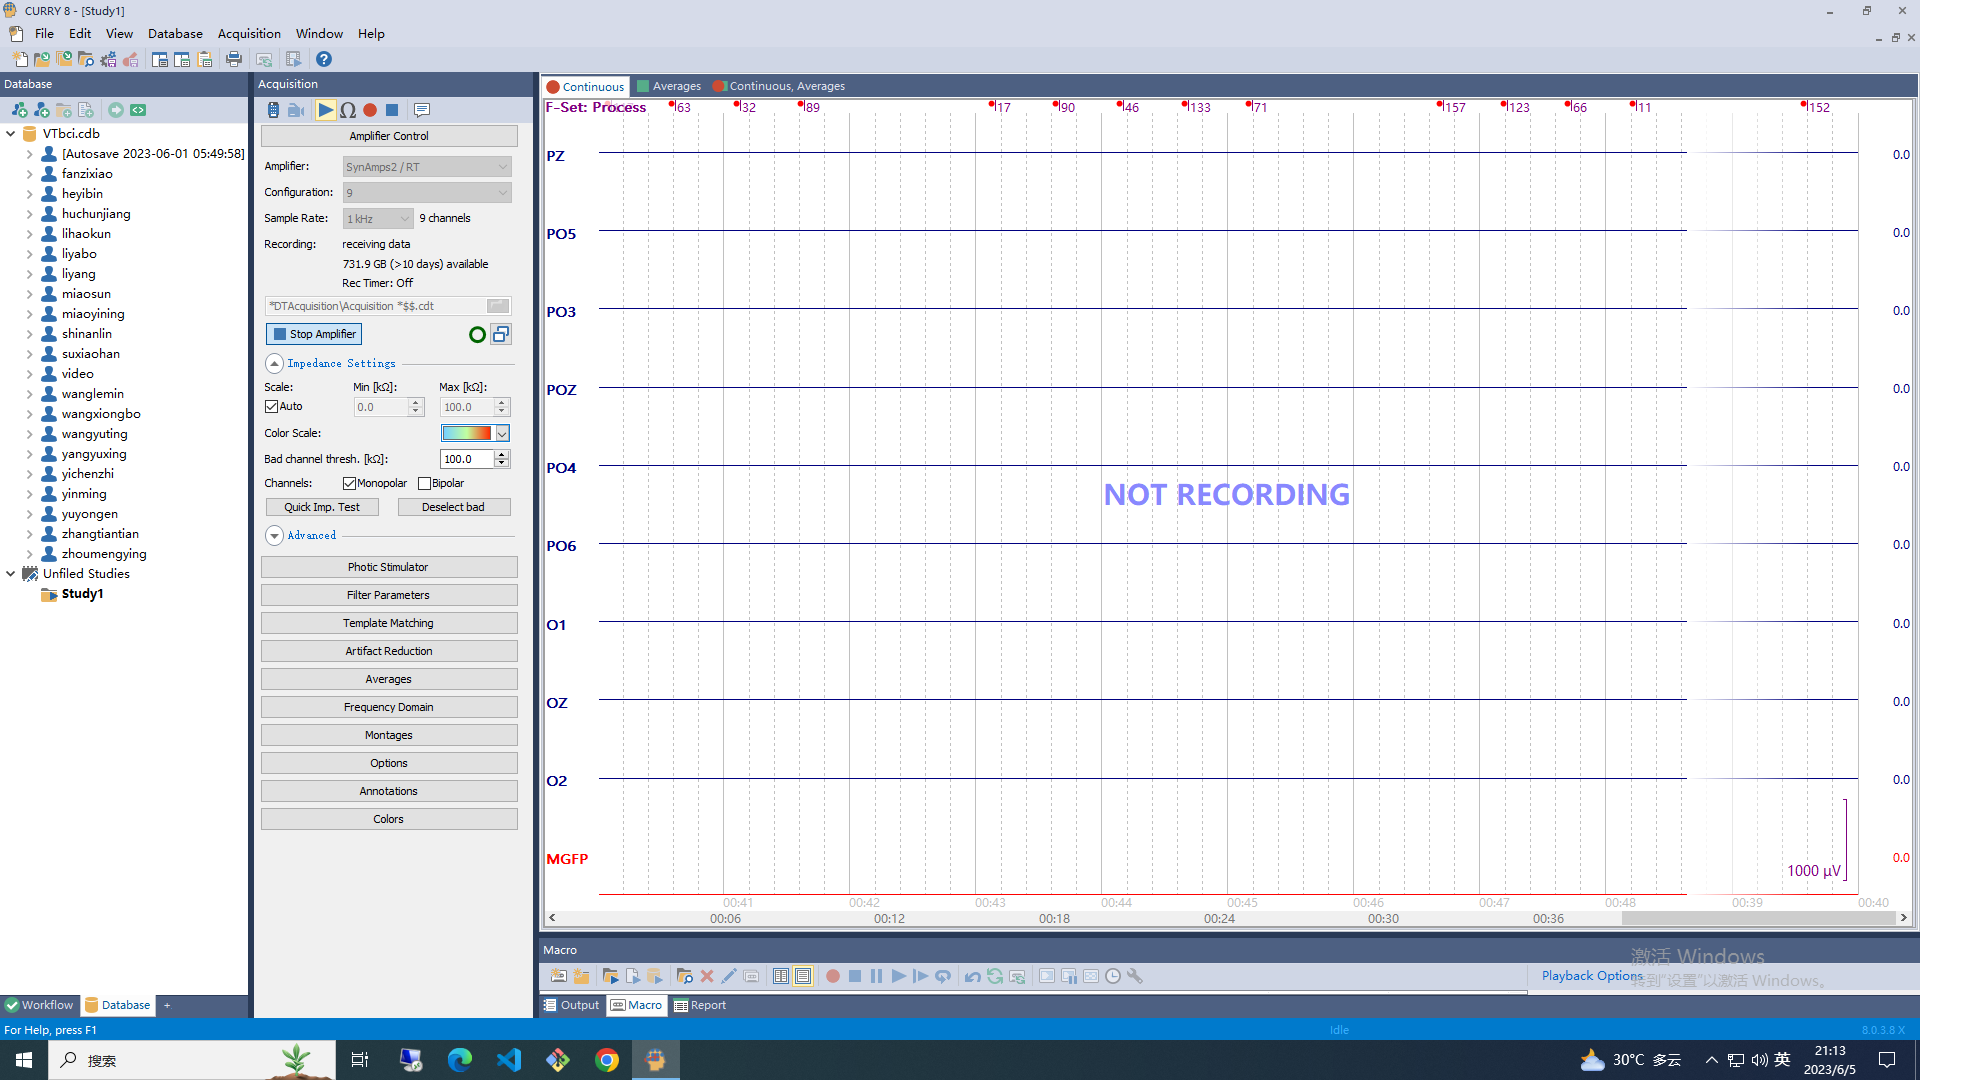 CURRY 8 - [Study1]
File Edit View Database Acquisition Window Help
Database
VTbci.cdb
[Autosave 2023-06-01 05:49:58]
fanzixiao
heyibin
huchunjiang
lihaokun
liyabo
liyang
miaosun
miaoyining
shinanlin
suxiaohan
video
wanglemin
wangxiongbo
wangyuting
yangyuxing
yichenzhi
yinming
yuyongen
zhangtiantian
zhoumengying
Unfiled Studies
Study1
Workflow Database +
Acquisition
Amplifier Control
Amplifier: SynAmps2 / RT
Configuration: 9
Sample Rate: 1 kHz 9 channels
Recording: receiving data
731.9 GB (>10 days) available
Rec Timer: Off
*DTAcquisition\Acquisition *$$.cdt
Stop Amplifier
Impedance Settings
Scale: Min [kΩ]: Max [kΩ]:
Auto 0.0 100.0
Color Scale:
Bad channel thresh. [kΩ]: 100.0
Channels: Monopolar Bipolar
Quick Imp. Test Deselect bad
Advanced
Photic Stimulator
Filter Parameters
Template Matching
Artifact Reduction
Averages
Frequency Domain
Montages
Options
Annotations
Colors
Continuous Averages Continuous, Averages
F-Set: Process 63 32 89 17 90 46 133 71 157 123 66 11 152
PZ 0.0
PO5 0.0
PO3 0.0
POZ 0.0
PO4 0.0
NOT RECORDING
PO6 0.0
O1 0.0
OZ 0.0
O2 0.0
MGFP 0.0
1000 µV
00:41 00:42 00:43 00:44 00:45 00:46 00:47 00:48 00:39 00:40
00:06 00:12 00:18 00:24 00:30 00:36
Macro
激活 Windows
Playback Options
转到“设置”以激活 Windows。
Output Macro Report
For Help, press F1 Idle 8.0.3.8 X
搜索
30°C 多云 英 21:13
2023/6/5